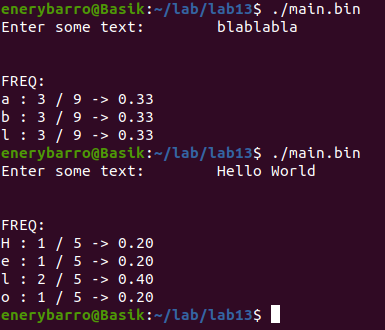 enerybarro@Basik:~/lab/lab13$ ./main.bin
Enter some text:        blablabla
FREQ:
a : 3 / 9 -> 0.33
b : 3 / 9 -> 0.33
l : 3 / 9 -> 0.33
enerybarro@Basik:~/lab/lab13$ ./main.bin
Enter some text:        Hello World
FREQ:
H : 1 / 5 -> 0.20
e : 1 / 5 -> 0.20
l : 2 / 5 -> 0.40
o : 1 / 5 -> 0.20
enerybarro@Basik:~/lab/lab13$